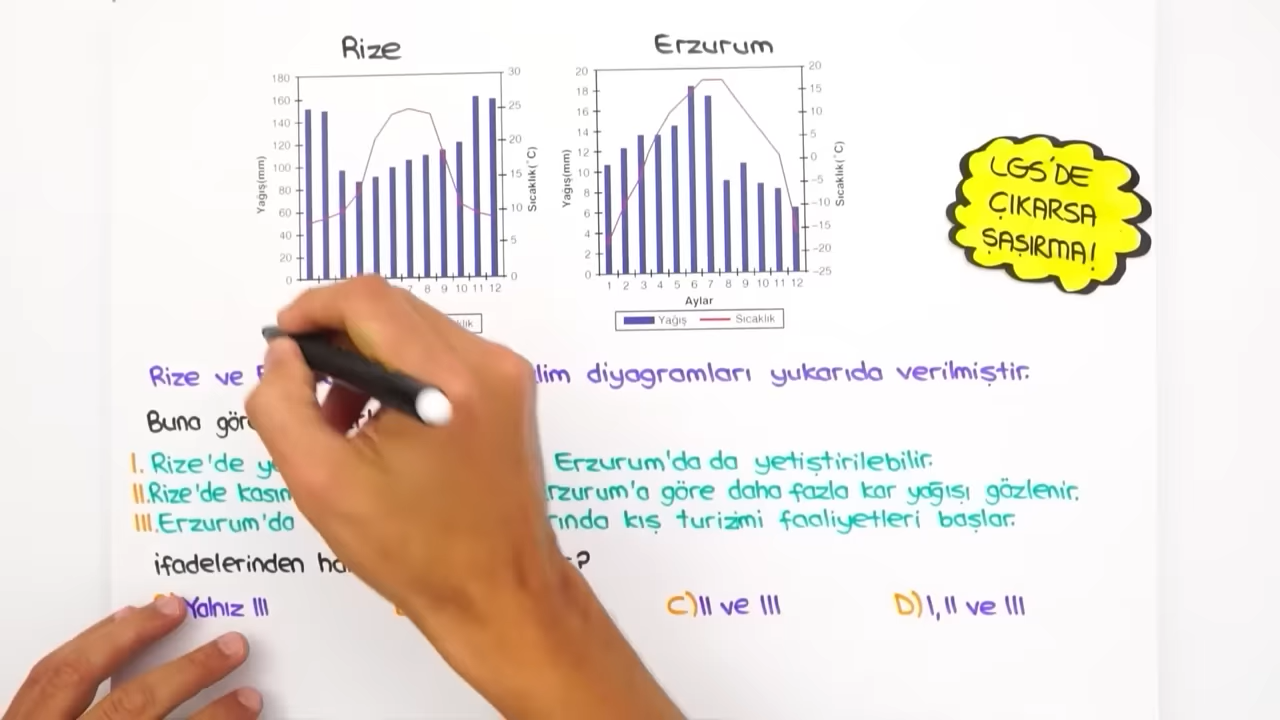 Rize
Erzurum
180
160
140
120
100
80
60
40
20
0
Yağış(mm)
30
25
20
15
10
5
0
Sıcaklık(°C)
7 8 9 10 11 12
20
18
16
14
12
10
8
6
4
2
0
Yağış(mm)
20
15
10
5
0
-5
-10
-15
-20
-25
Sıcaklık(°C)
1 2 3 4 5 6 7 8 9 10 11 12
Aylar
Yağış Sıcaklık
LGS'DE
ÇIKARSA
ŞAŞIRMA!
Rize ve diyagramları yukarıda verilmiştir.
Buna
I. Rize'de Erzurum'da da yetiştirilebilir.
II. Rize'de göre daha fazla kar yağışı gözlenir.
III. Erzurum'da kış turizmi faaliyetleri başlar.
ifadelerinden
Yalnız III C) II ve III D) I, II ve III